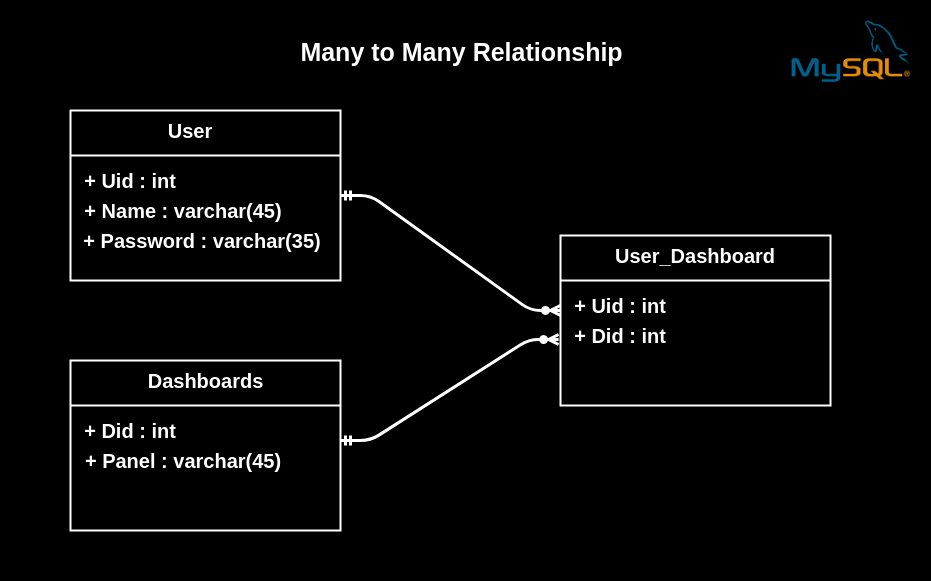 Many to Many Relationship
MySQL®
User
+ Uid : int
+ Name : varchar(45)
+ Password : varchar(35)
User_Dashboard
+ Uid : int
+ Did : int
Dashboards
+ Did : int
+ Panel : varchar(45)